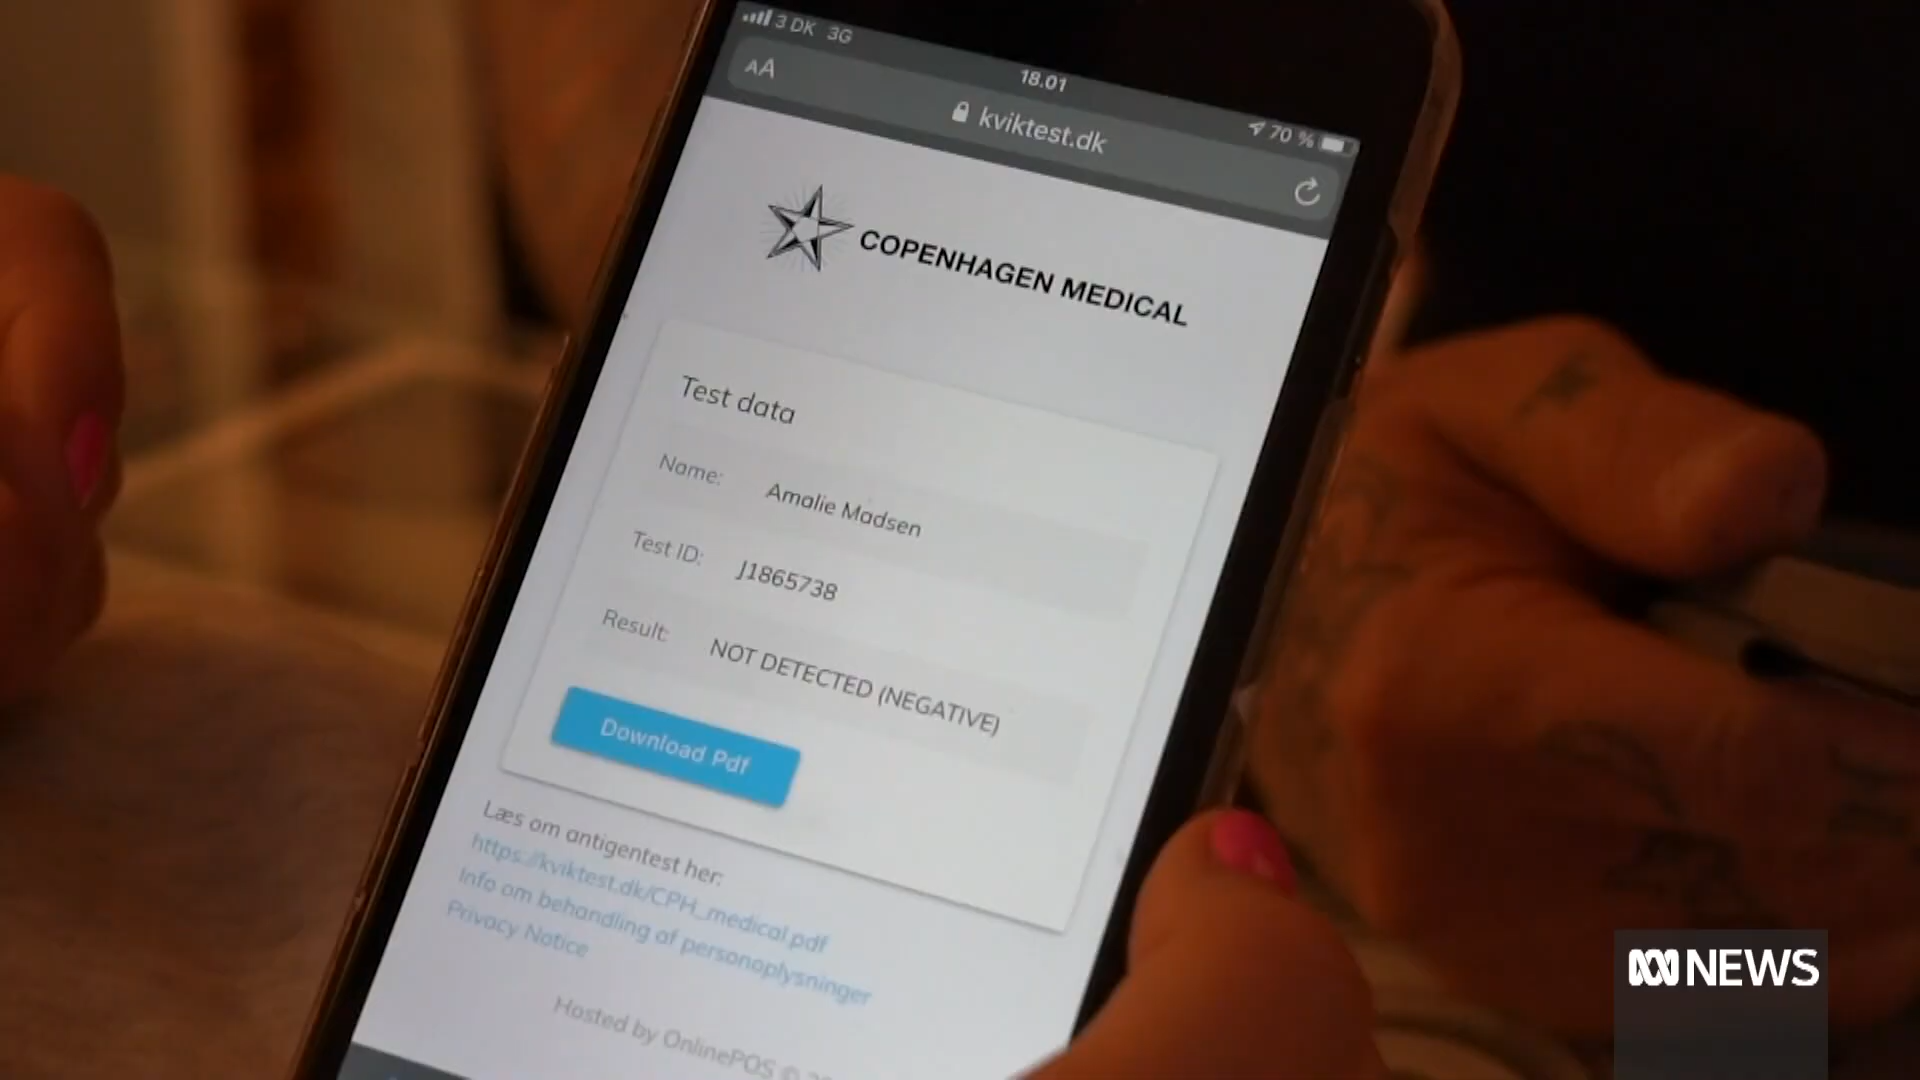 3 DK 3G
18.01
70 %
AA
kviktest.dk
COPENHAGEN MEDICAL
Test data
Name: Amalie Madsen
Test ID: J1865738
Result: NOT DETECTED (NEGATIVE)
Download Pdf
Læs om antigentest her:
https://kviktest.dk/CPH_medical.pdf
Info om behandling af personoplysninger
Privacy Notice
Hosted by OnlinePOS ©
NEWS